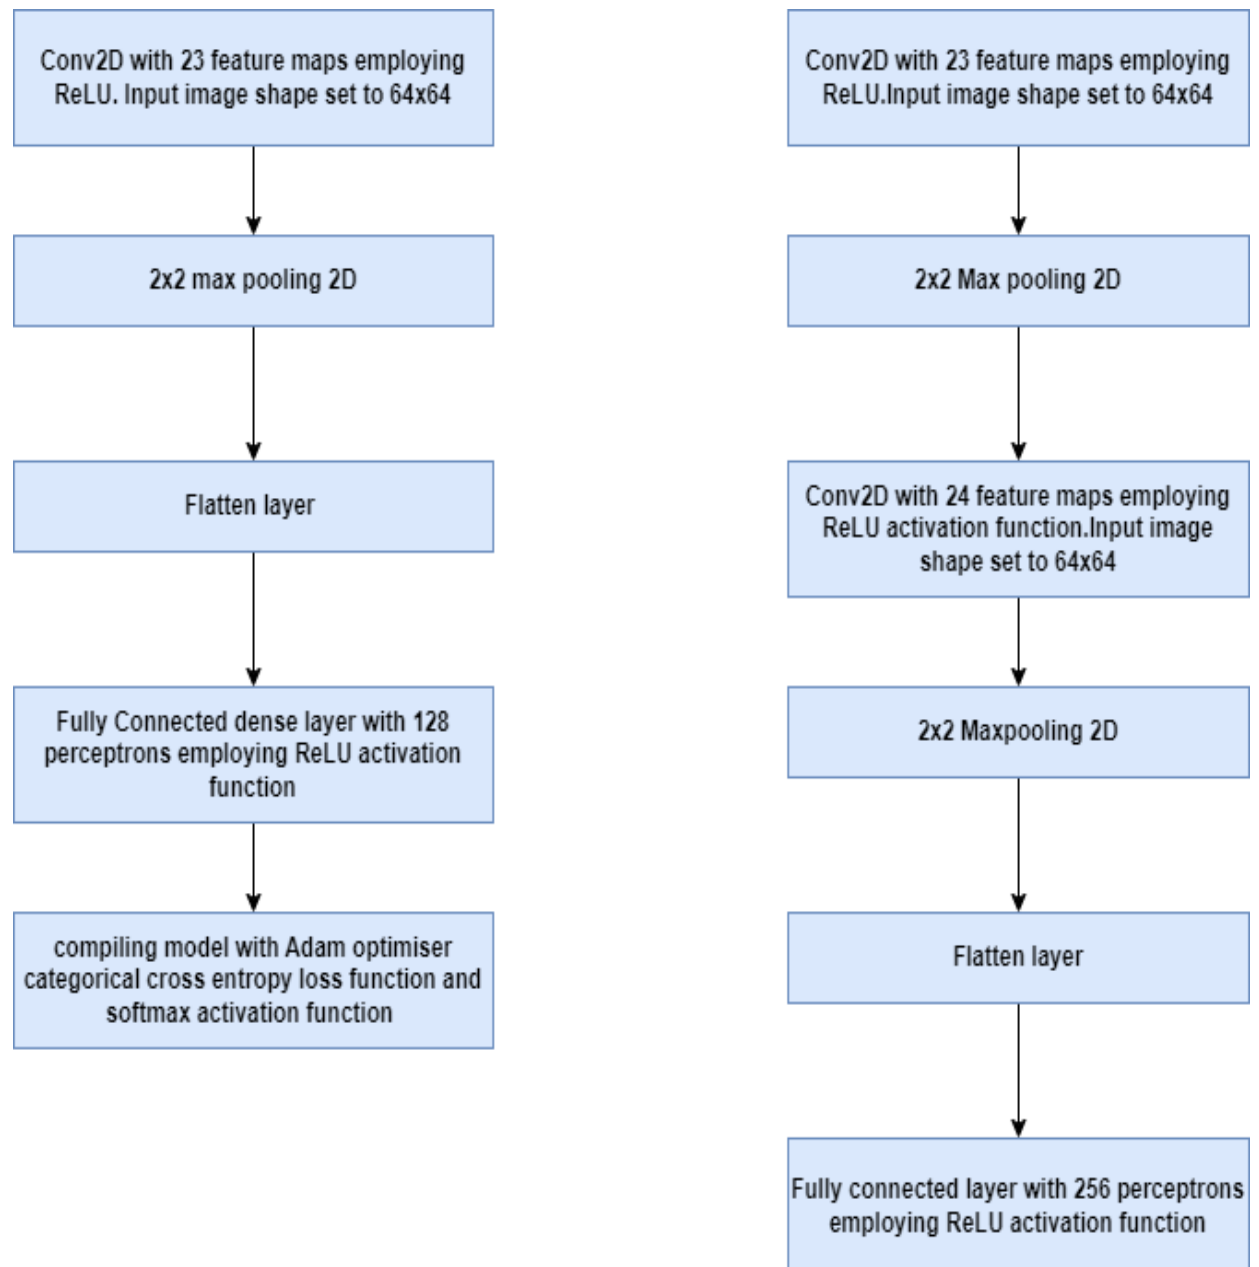 Conv2D with 23 feature maps employing
ReLU. Input image shape set to 64x64
2x2 max pooling 2D
Flatten layer
Fully Connected dense layer with 128
perceptrons employing ReLU activation
function
compiling model with Adam optimiser
categorical cross entropy loss function and
softmax activation function
Conv2D with 23 feature maps employing
ReLU.Input image shape set to 64x64
2x2 Max pooling 2D
Conv2D with 24 feature maps employing
ReLU activation function.Input image
shape set to 64x64
2x2 Maxpooling 2D
Flatten layer
Fully connected layer with 256 perceptrons
employing ReLU activation function